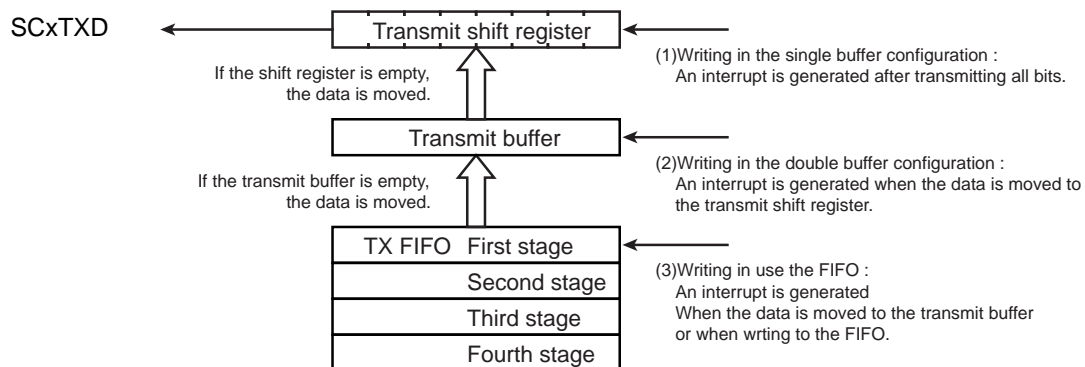 SCxTXD
Transmit shift register
(1)Writing in the single buffer configuration :
An interrupt is generated after transmitting all bits.
If the shift register is empty,
the data is moved.
Transmit buffer
(2)Writing in the double buffer configuration :
An interrupt is generated when the data is moved to
the transmit shift register.
If the transmit buffer is empty,
the data is moved.
TX FIFO First stage
Second stage
Third stage
Fourth stage
(3)Writing in use the FIFO :
An interrupt is generated
When the data is moved to the transmit buffer
or when wrting to the FIFO.